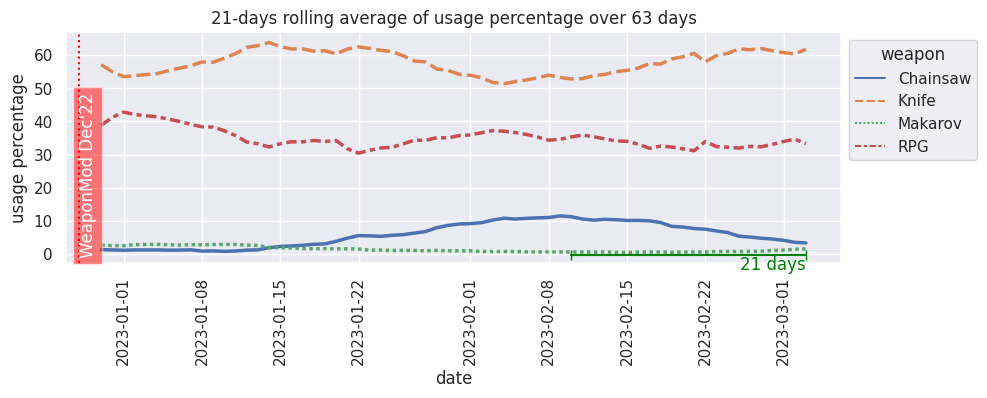 21-days rolling average of usage percentage over 63 days
usage percentage
60
50
40
30
20
10
0
WeaponMod Dec'22
21 days
2023-01-01
2023-01-08
2023-01-15
2023-01-22
2023-02-01
2023-02-08
2023-02-15
2023-02-22
2023-03-01
date
weapon
Chainsaw
Knife
Makarov
RPG